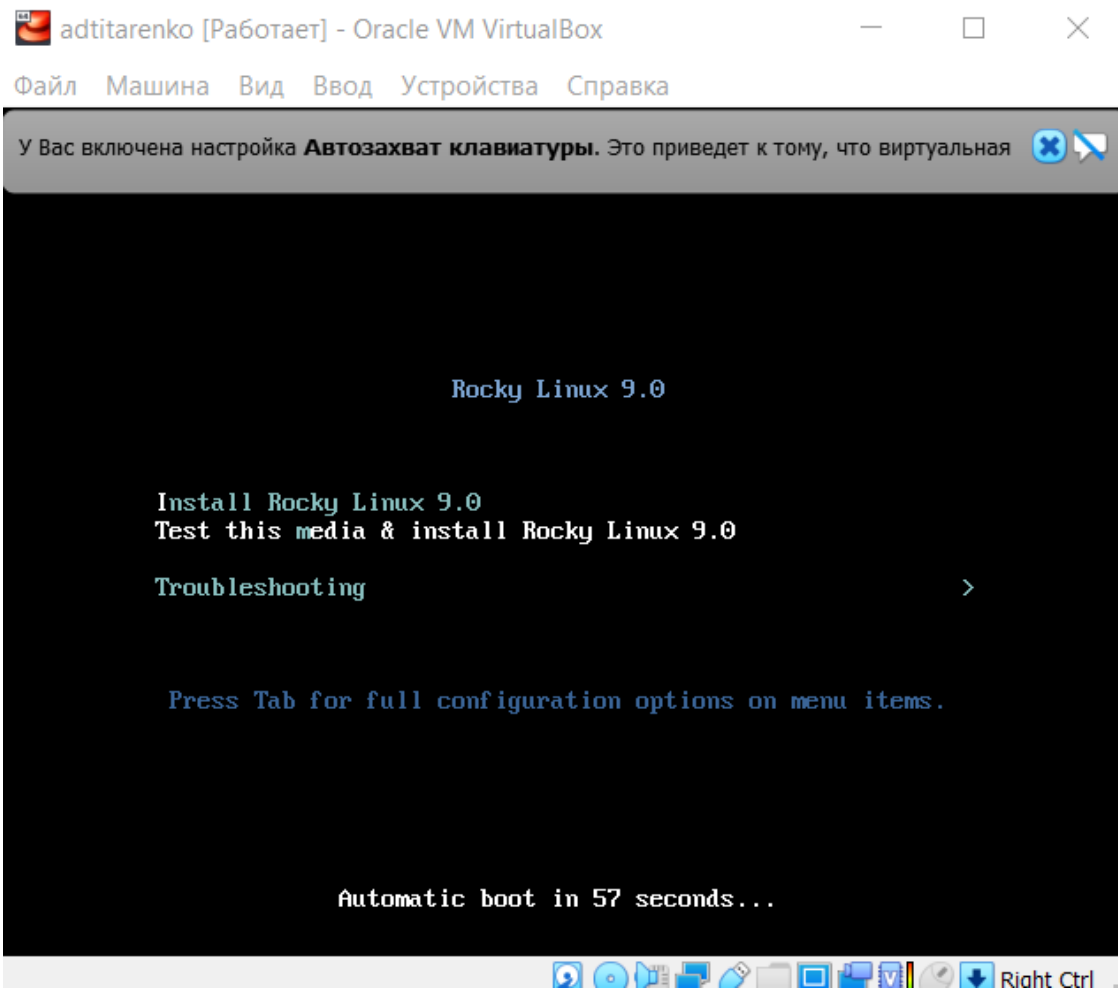 adtitarenko [Работает] - Oracle VM VirtualBox
Файл Машина Вид Ввод Устройства Справка
У Вас включена настройка Автозахват клавиатуры. Это приведет к тому, что виртуальная
Rocky Linux 9.0
Install Rocky Linux 9.0
Test this media & install Rocky Linux 9.0
Troubleshooting >
Press Tab for full configuration options on menu items.
Automatic boot in 57 seconds...
Right Ctrl